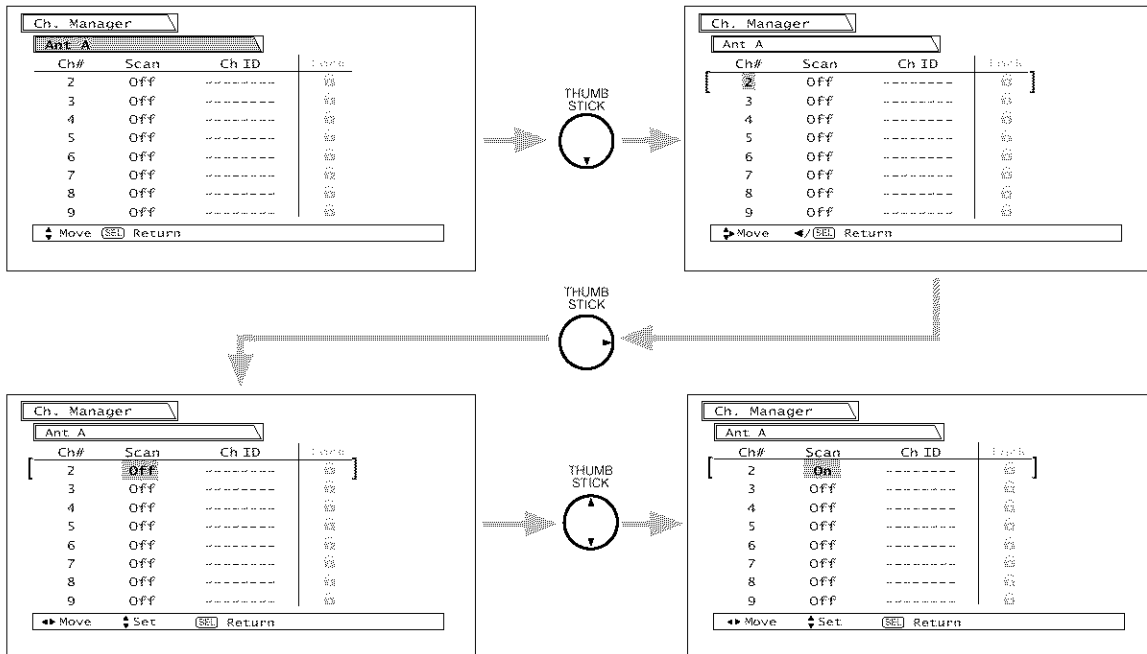 Ch. Manager
Ant A
Ch# Scan Ch ID Lock
2 Off --------
3 Off --------
4 Off --------
5 Off --------
6 Off --------
7 Off --------
8 Off --------
9 Off --------
Move SEL Return
THUMB
STICK
Ch. Manager
Ant A
Ch# Scan Ch ID Lock
2 Off --------
3 Off --------
4 Off --------
5 Off --------
6 Off --------
7 Off --------
8 Off --------
9 Off --------
Move /SEL Return
THUMB
STICK
Ch. Manager
Ant A
Ch# Scan Ch ID Lock
2 Off --------
3 Off --------
4 Off --------
5 Off --------
6 Off --------
7 Off --------
8 Off --------
9 Off --------
Move Set SEL Return
THUMB
STICK
Ch. Manager
Ant A
Ch# Scan Ch ID Lock
2 On --------
3 Off --------
4 Off --------
5 Off --------
6 Off --------
7 Off --------
8 Off --------
9 Off --------
Move Set SEL Return